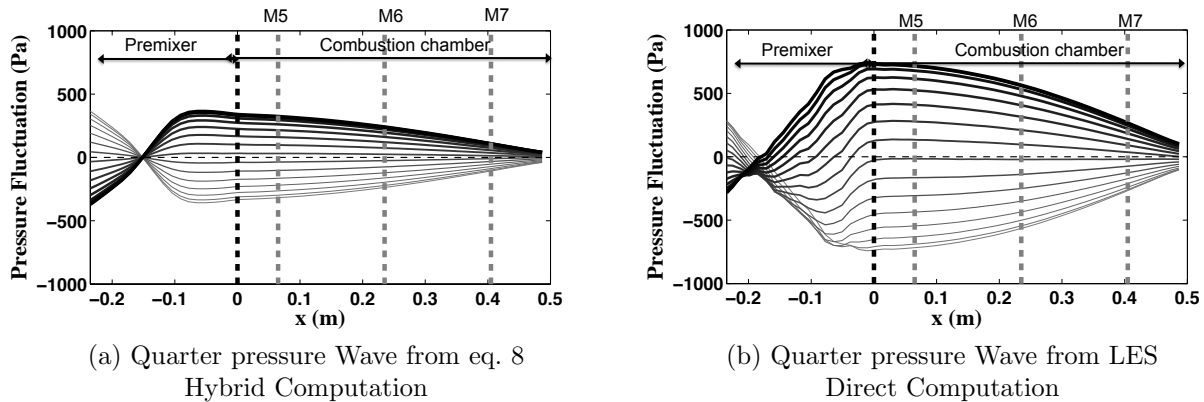 M5 M6 M7
Premixer Combustion chamber
Pressure Fluctuation (Pa)
1000
500
0
−500
−1000
−0.2 −0.1 0 0.1 0.2 0.3 0.4 0.5
x (m)
(a) Quarter pressure Wave from eq. 8
Hybrid Computation
M5 M6 M7
Premixer Combustion chamber
Pressure Fluctuation (Pa)
1000
500
0
−500
−1000
−0.2 −0.1 0 0.1 0.2 0.3 0.4 0.5
x (m)
(b) Quarter pressure Wave from LES
Direct Computation